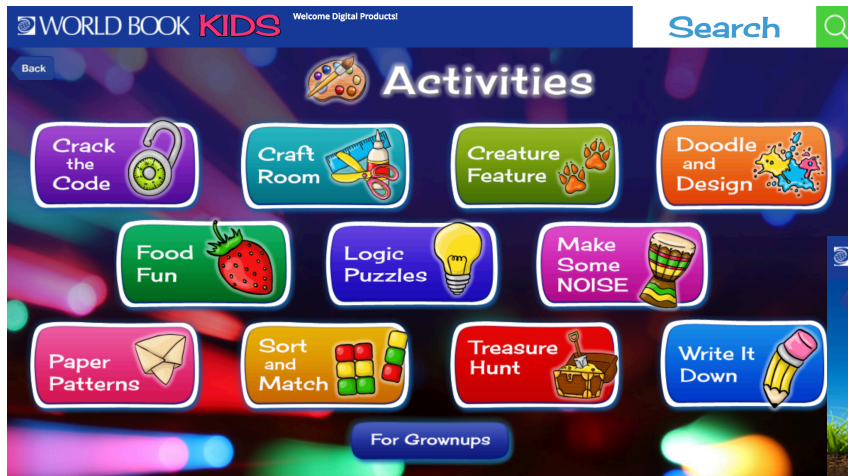 WORLD BOOK KIDS
Welcome Digital Products!
Search
Back
Activities
Crack
the
Code
Craft
Room
Creature
Feature
Doodle
and
Design
Food
Fun
Logic
Puzzles
Make
Some
NOISE
Paper
Patterns
Sort
and
Match
Treasure
Hunt
Write It
Down
For Grownups